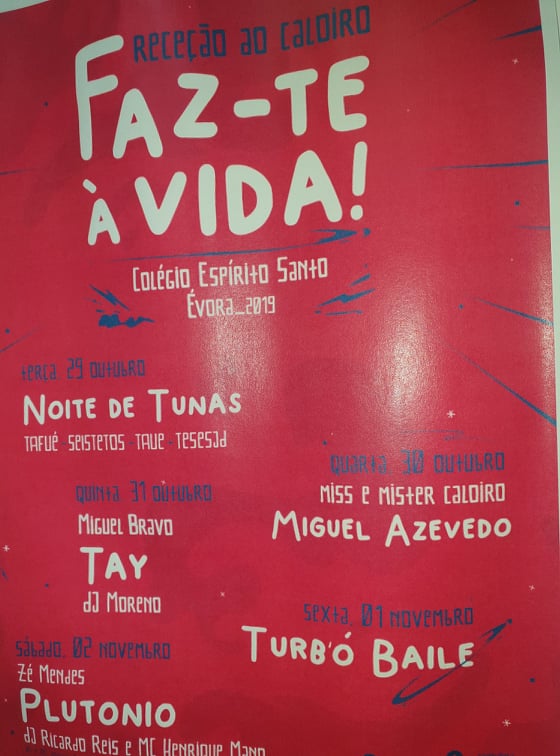 Receção ao Caloiro
Faz-te
à Vida!
Colégio Espírito Santo
Évora_2019
terça, 29 outubro
Noite de Tunas
TAFUÉ - SEISTETOS - TAUE - TESESAD
quarta, 30 outubro
Miss e Mister Caloiro
Miguel Azevedo
quinta, 31 outubro
Miguel Bravo
Tay
dJ Moreno
sexta, 01 novembro
Turb'ó Baile
sábado, 02 novembro
Zé Mendes
Plutonio
dJ Ricardo Reis e MC Henrique Mano